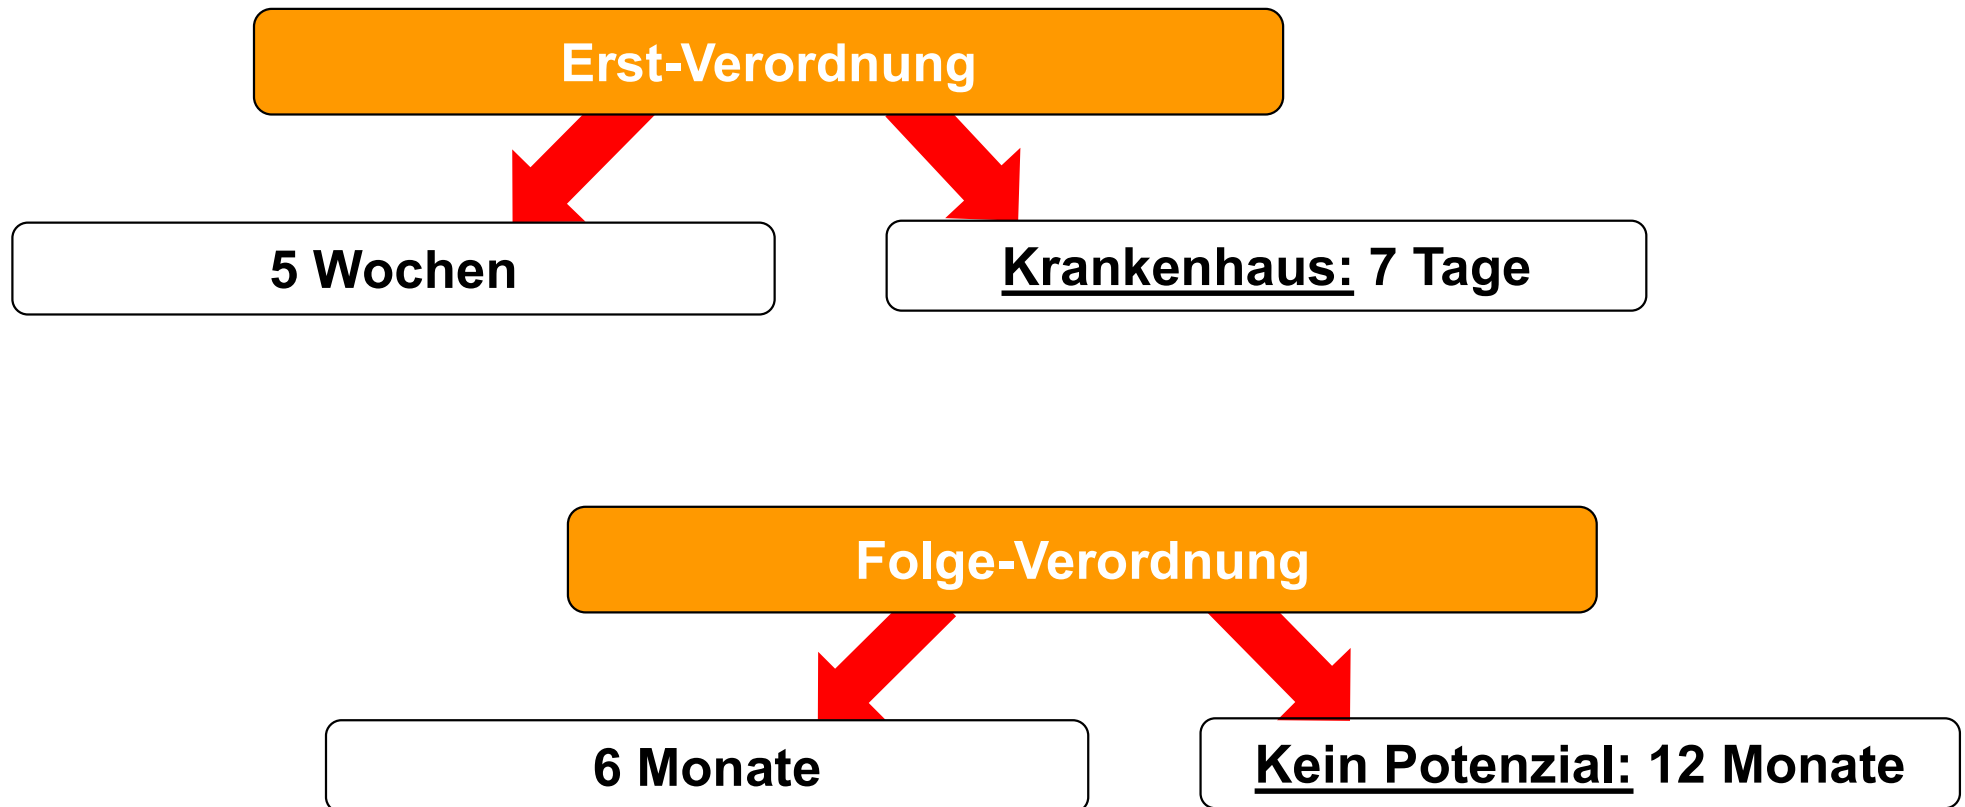 Erst-Verordnung
5 Wochen
Krankenhaus: 7 Tage
Folge-Verordnung
6 Monate
Kein Potenzial: 12 Monate